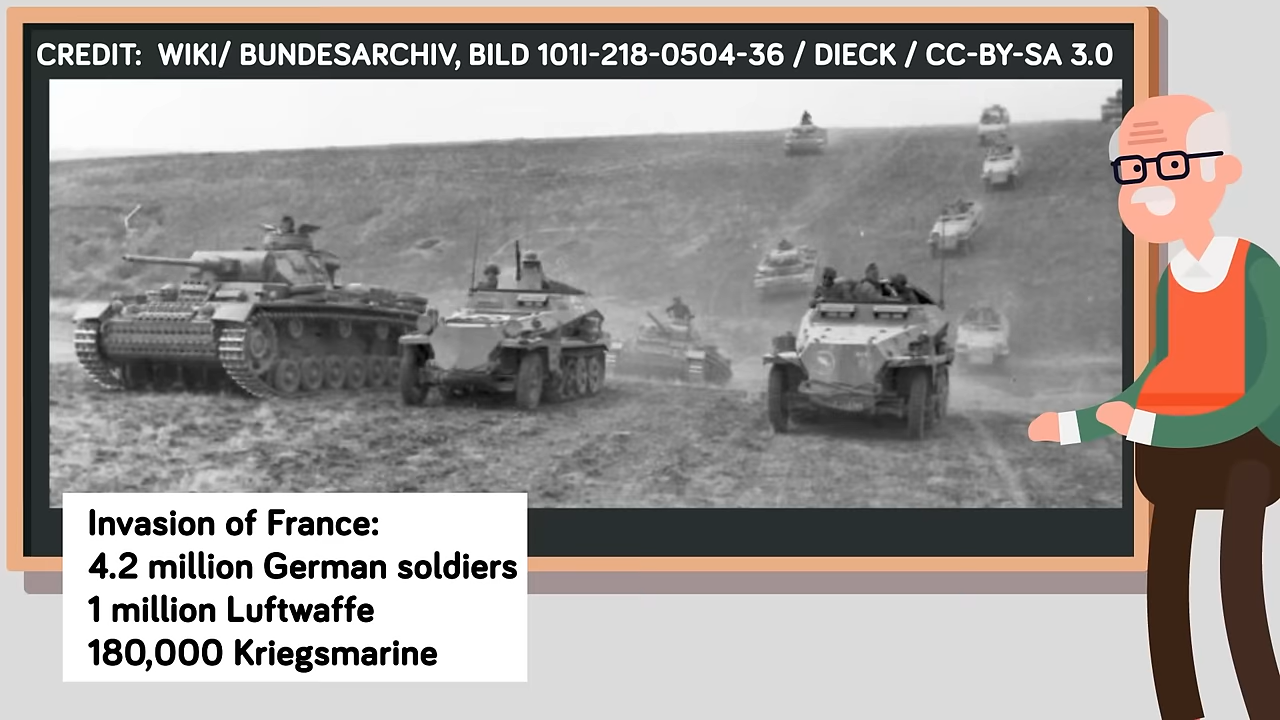 CREDIT: WIKI/ BUNDESARCHIV, BILD 101I-218-0504-36 / DIECK / CC-BY-SA 3.0
Invasion of France:
4.2 million German soldiers
1 million Luftwaffe
180,000 Kriegsmarine